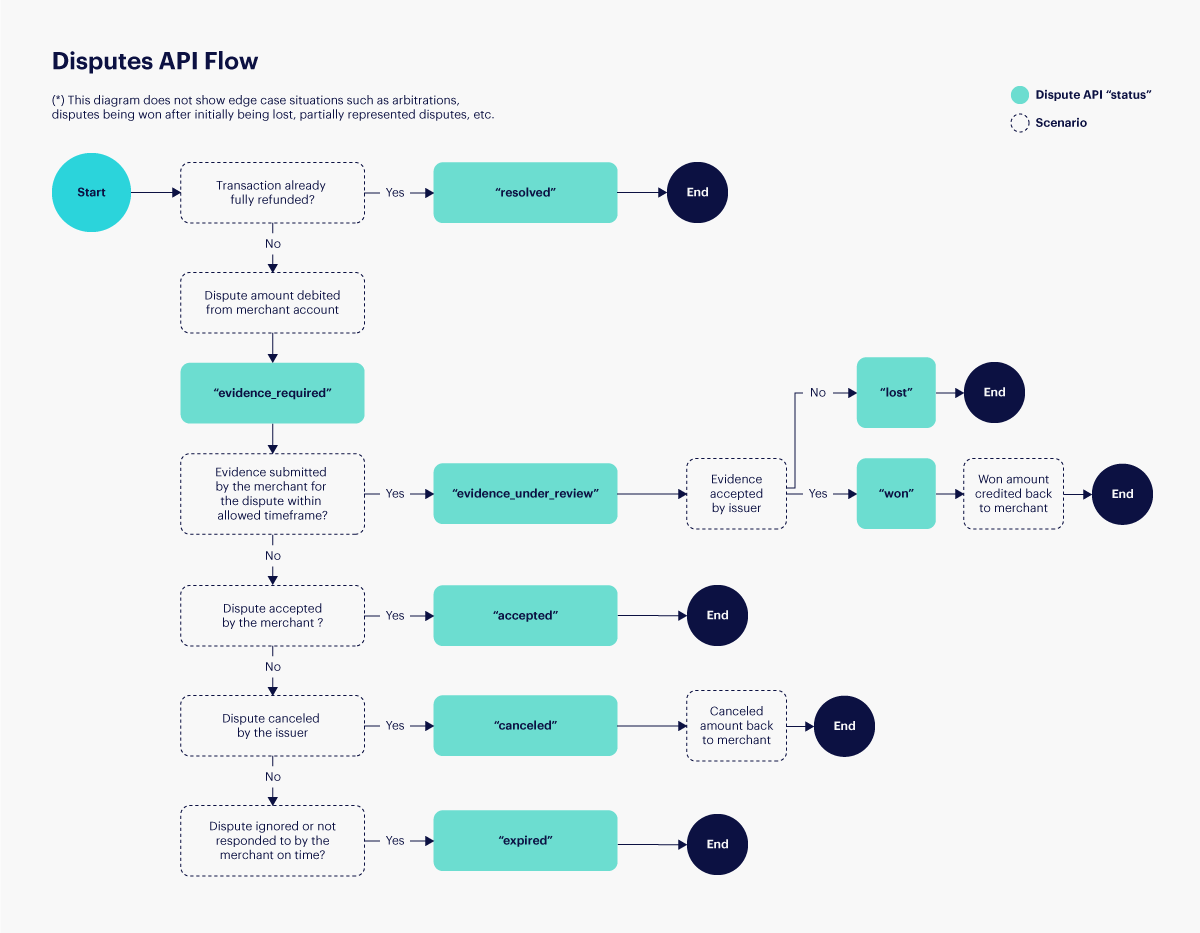 Disputes API Flow
(*) This diagram does not show edge case situations such as arbitrations,
disputes being won after initially being lost, partially represented disputes, etc.
Dispute API “status”
Scenario
Start
Transaction already
fully refunded?
Yes
“resolved”
End
No
Dispute amount debited
from merchant account
“evidence_required”
No
“lost”
End
Evidence submitted
by the merchant for
the dispute within
allowed timeframe?
Yes
“evidence_under_review”
Evidence
accepted
by issuer
Yes
“won”
Won amount
credited back
to merchant
End
No
Dispute accepted
by the merchant ?
Yes
“accepted”
End
No
Dispute canceled
by the issuer
Yes
“canceled”
Canceled
amount back
to merchant
End
No
Dispute ignored or not
responded to by the
merchant on time?
Yes
“expired”
End